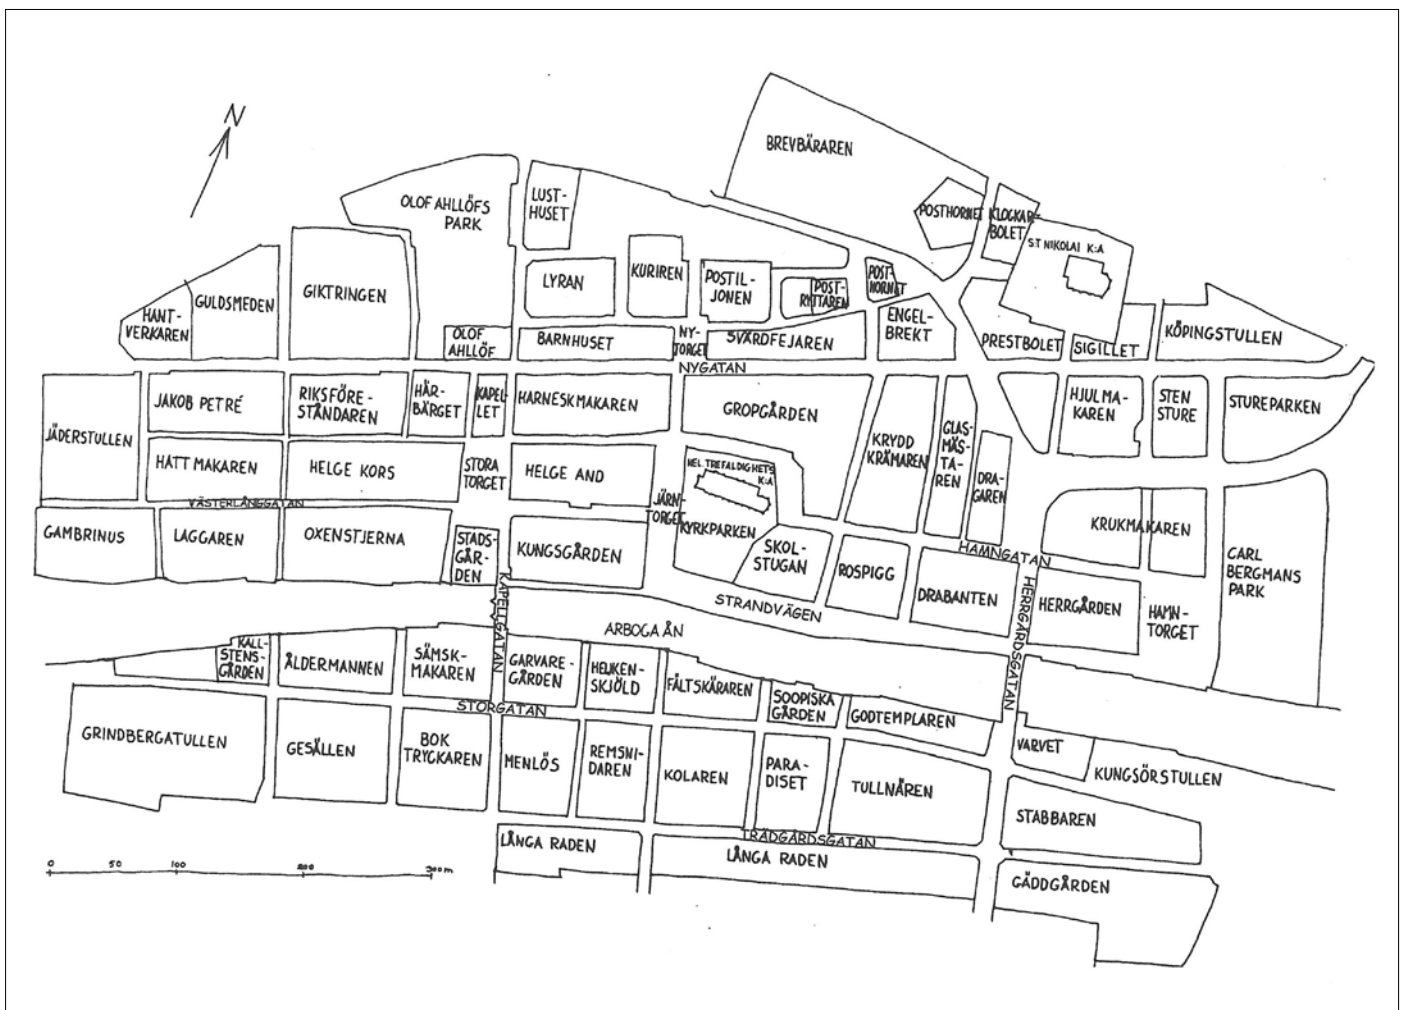 N
BREVBÄRAREN
OLOF AHLLÖFS
PARK
LUST-
HUSET
POSTHORNET
KLOCKAR-
BOLET
S:T NIKOLAI K:A
GIKTRINGEN
GULDSMEDEN
HANT-
VERKAREN
LYRAN
KURIREN
POSTIL-
JONEN
POST-
RYTTAREN
POST-
HORNET
ENGEL-
BREKT
PRESTBOLET
SIGILLET
KÖPINGSTULLEN
OLOF
AHLLÖF
BARNHUSET
NY-
TORGET
SVÄRDFEJAREN
NYGATAN
JÄDERSTULLEN
JAKOB PETRÉ
RIKSFÖRE-
STÅNDAREN
HÄR-
BÄRGET
KAPEL-
LET
HARNESKMAKAREN
GROPGÅRDEN
KRYDD
KRÄMAREN
GLAS-
MÄS-
TA-
REN
DRA-
GAREN
HJULMA-
KAREN
STEN
STURE
STUREPARKEN
HATTMAKAREN
HELGE KORS
STORA
TORGET
HELGE AND
HEL. TREFALDIGHETS
K:A
JÄRN-
TORGET
KYRKPARKEN
VÄSTERLÅNGGATAN
GAMBRINUS
LAGGAREN
OXENSTJERNA
STADS-
GÅR-
DEN
KUNGSGÅRDEN
SKOL-
STUGAN
ROSPIGG
DRABANTEN
HAMNGATAN
KRUKMAKAREN
HERRGÅRDEN
HAMN-
TORGET
CARL
BERGMANS
PARK
KAPELLGATAN
STRANDVÄGEN
HERRGÅRDSGATAN
ARBOGAÅN
KALL-
STENS-
GÅRDEN
ÅLDERMANNEN
SÄMSK-
MAKAREN
GARVARE-
GÅRDEN
HEIJKEN-
SKJÖLD
FÄLTSKÄRAREN
SOOPISKA
GÅRDEN
GODTEMPLAREN
STORGATAN
GRINDBERGATULLEN
GESÄLLEN
BOK
TRYCKAREN
MENLÖS
REMSNI-
DAREN
KOLAREN
PARA-
DISET
TULLNÄREN
VARVET
KUNGSÖRSTULLEN
STABBAREN
TRÄDGÅRDSGATAN
LÅNGA RADEN
LÅNGA RADEN
GÄDDGÅRDEN
0 50 100 200 300m